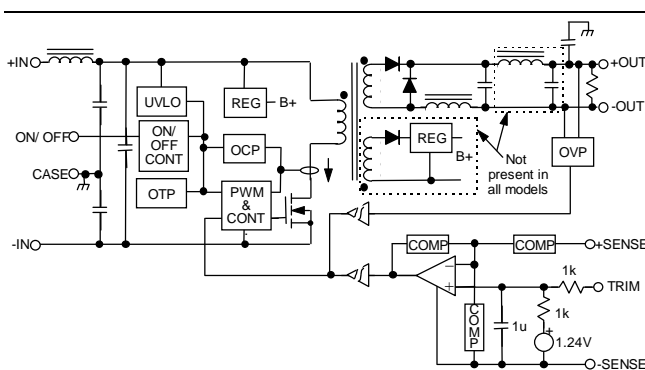 +IN
+OUT
UVLO
REG
B+
-OUT
ON/ OFF
ON/
OFF
CONT
OCP
REG
B+
Not
present in
all models
OVP
CASE
OTP
PWM
&
CONT
-IN
COMP
COMP
+SENSE
1k
TRIM
−
+
COMP
1u
1k
+
1.24V
-SENSE